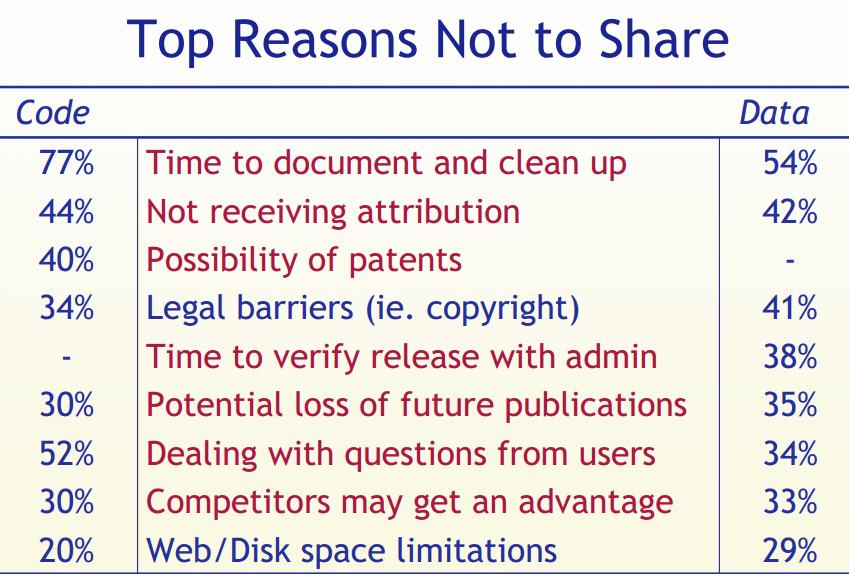 Top Reasons Not to Share
Code Data
77% Time to document and clean up 54%
44% Not receiving attribution 42%
40% Possibility of patents -
34% Legal barriers (ie. copyright) 41%
- Time to verify release with admin 38%
30% Potential loss of future publications 35%
52% Dealing with questions from users 34%
30% Competitors may get an advantage 33%
20% Web/Disk space limitations 29%